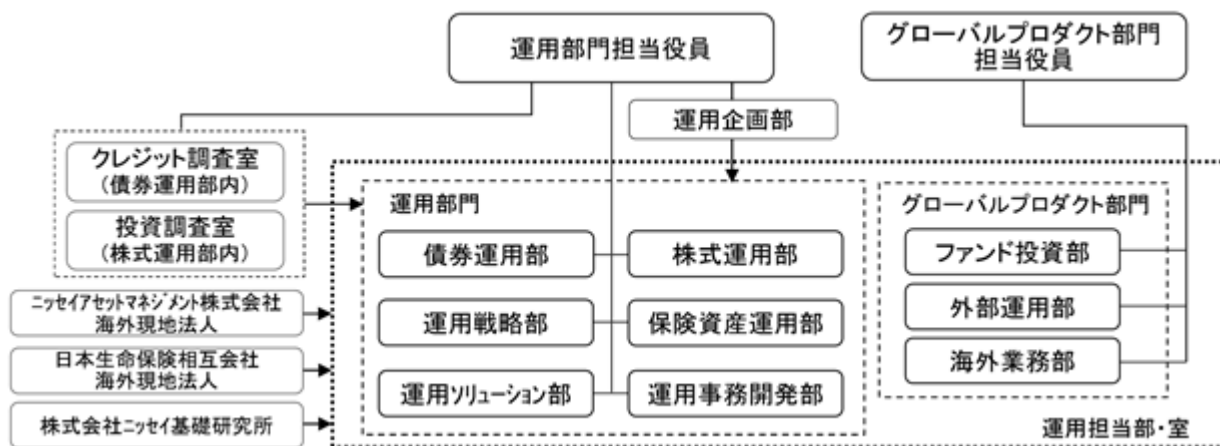 運用部門担当役員
グローバルプロダクト部門
担当役員
運用企画部
クレジット調査室
(債券運用部内)
投資調査室
(株式運用部内)
運用部門
債券運用部
株式運用部
運用戦略部
保険資産運用部
運用ソリューション部
運用事務開発部
グローバルプロダクト部門
ファンド投資部
外部運用部
海外業務部
ニッセイアセットマネジメント株式会社
海外現地法人
日本生命保険相互会社
海外現地法人
株式会社ニッセイ基礎研究所
運用担当部・室